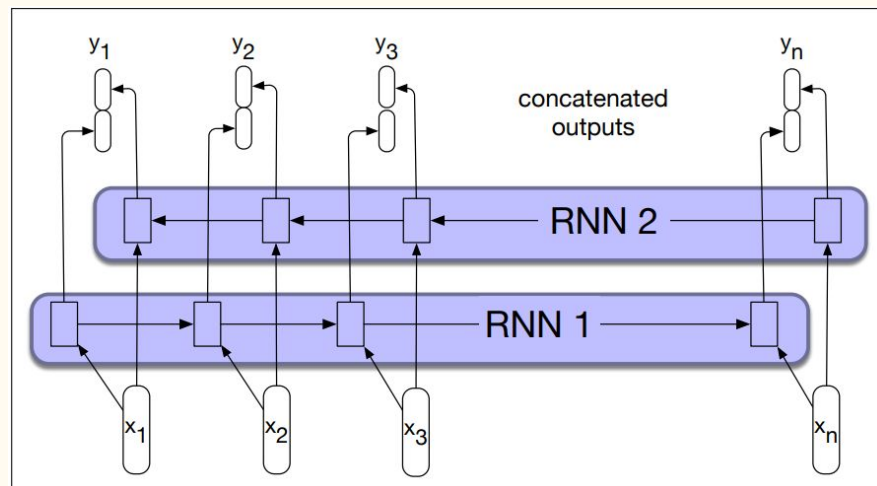 y1 y2 y3 yn
concatenated
outputs
RNN 2
RNN 1
x1 x2 x3 xn